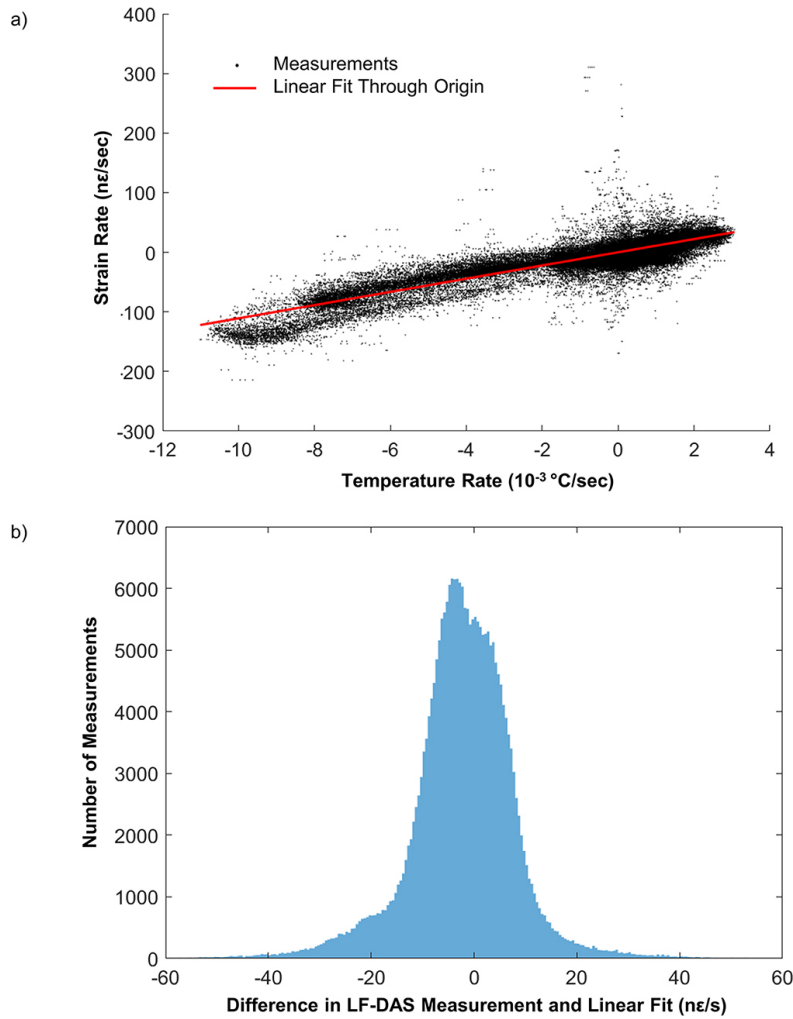 a)
400
300
200
100
0
-100
-200
-300
Strain Rate (nε/sec)
Measurements
Linear Fit Through Origin
-12 -10 -8 -6 -4 -2 0 2 4
Temperature Rate (10-3 °C/sec)
b)
7000
6000
5000
4000
3000
2000
1000
0
Number of Measurements
-60 -40 -20 0 20 40 60
Difference in LF-DAS Measurement and Linear Fit (nε/s)